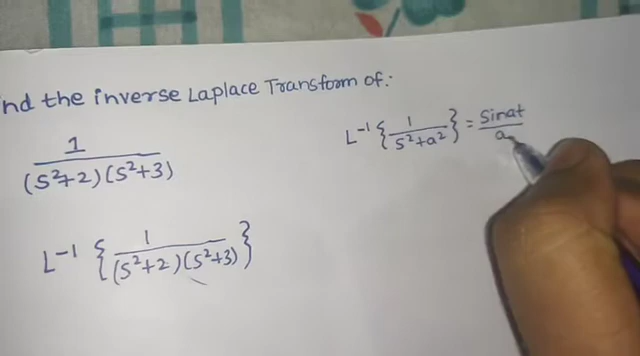 nd the inverse Laplace Transform of:
1
(s²+2)(s²+3)
L⁻¹ { 1 / (s²+a²) } = sinat / a
L⁻¹ { 1 / (s²+2)(s²+3) }